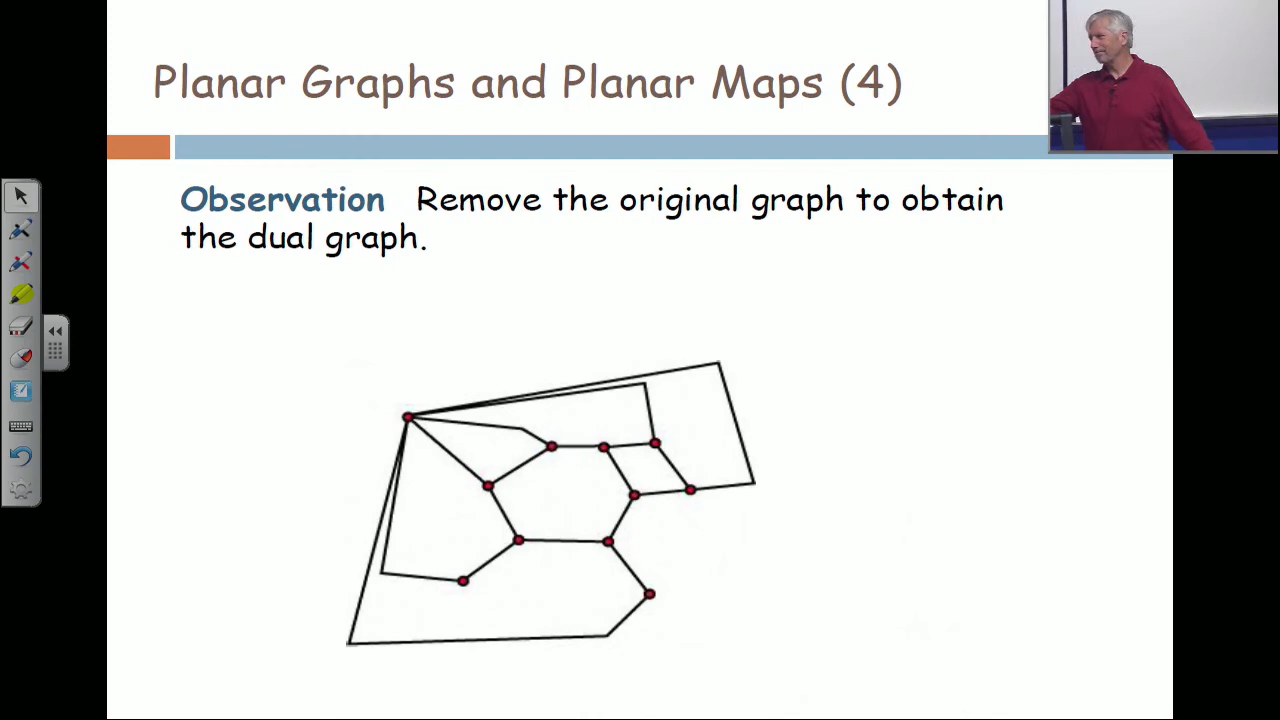 Planar Graphs and Planar Maps (4)
Observation Remove the original graph to obtain
the dual graph.